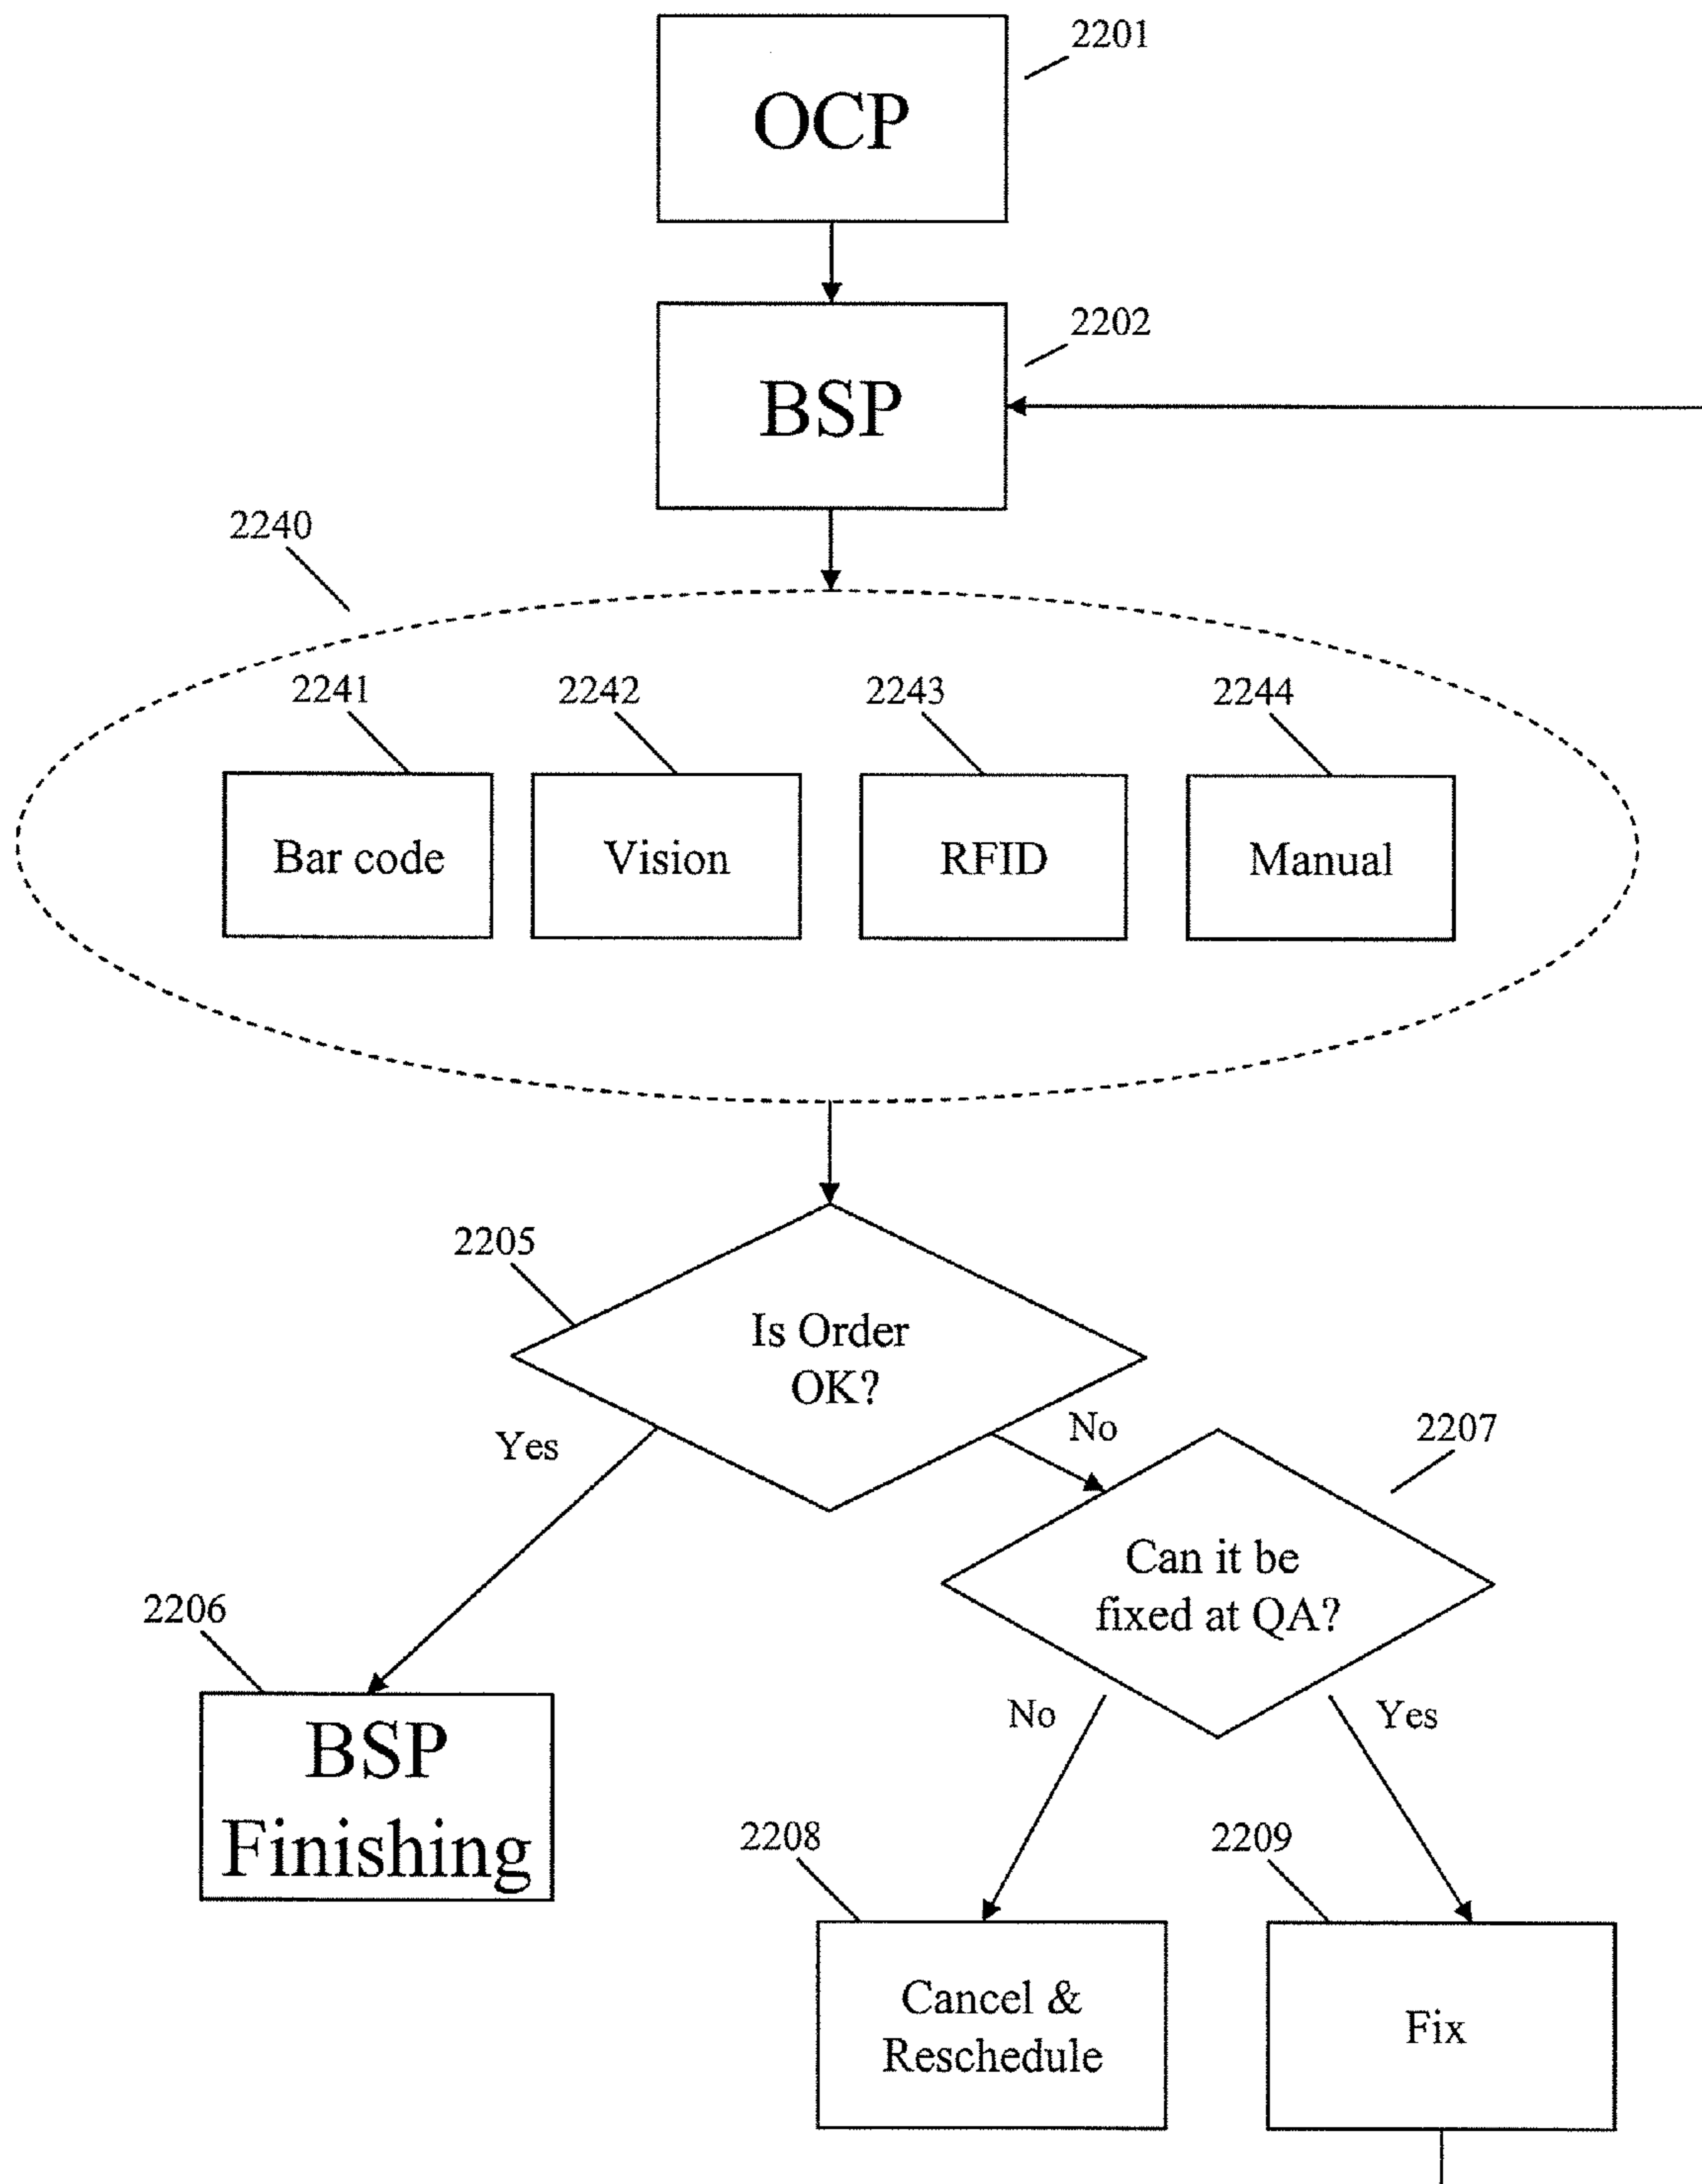 2201
OCP
2202
BSP
2240
2241
2242
2243
2244
Bar code
Vision
RFID
Manual
2205
Is Order
OK?
Yes
No
2207
Can it be
fixed at QA?
2206
BSP
Finishing
No
Yes
2208
2209
Cancel &
Reschedule
Fix